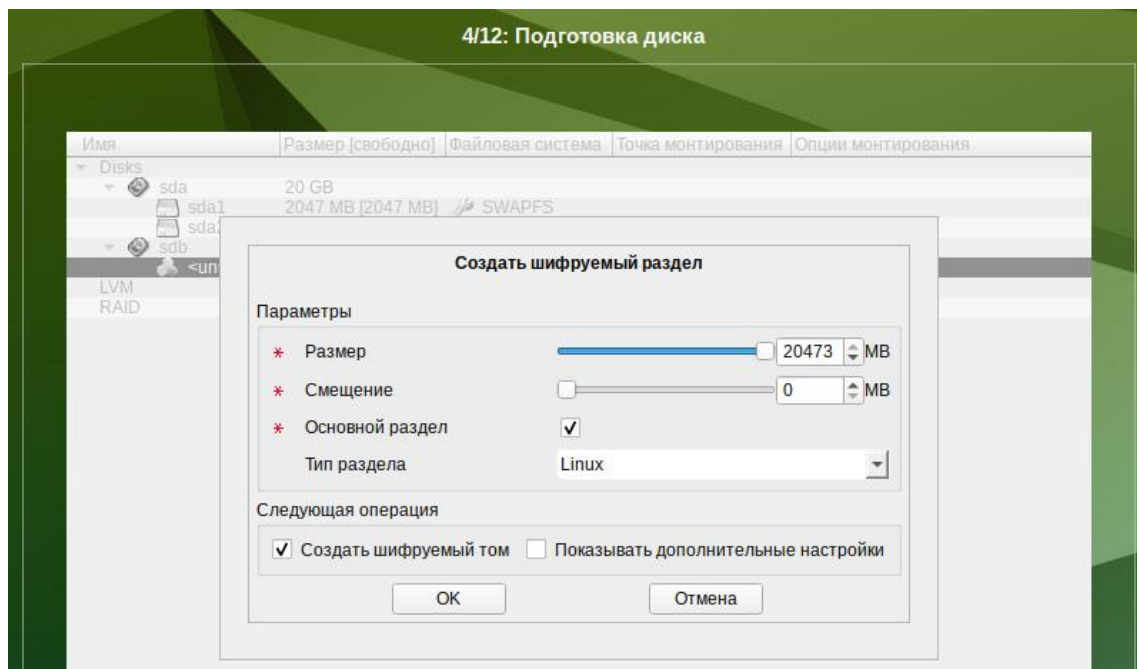 4/12: Подготовка диска
Имя Размер [свободно] Файловая система Точка монтирования Опции монтирования
Disks
sda 20 GB
sda1 2047 MB [2047 MB] SWAPFS
sda2
sdb
<un
LVM
RAID
Создать шифруемый раздел
Параметры
* Размер 20473 MB
* Смещение 0 MB
* Основной раздел
Тип раздела Linux
Следующая операция
Создать шифруемый том Показывать дополнительные настройки
OK Отмена